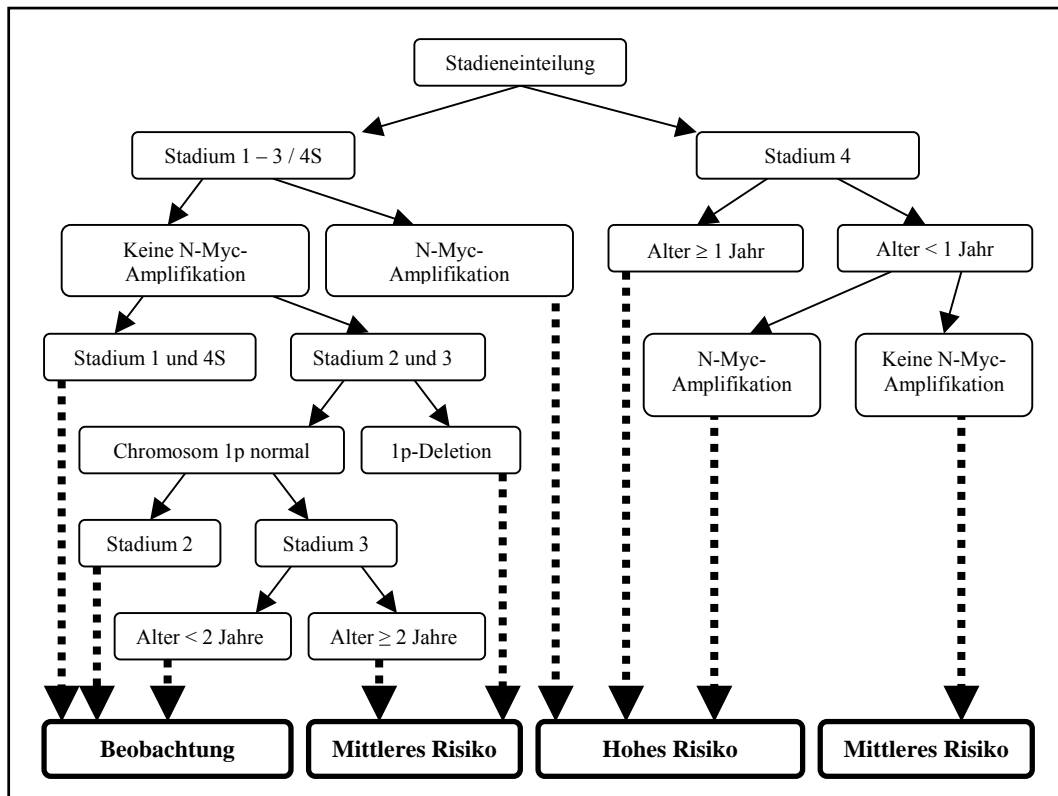 Stadieneinteilung
Stadium 1 – 3 / 4S
Stadium 4
Keine N-Myc-
Amplifikation
N-Myc-
Amplifikation
Alter ≥ 1 Jahr
Alter < 1 Jahr
Stadium 1 und 4S
Stadium 2 und 3
N-Myc-
Amplifikation
Keine N-Myc-
Amplifikation
Chromosom 1p normal
1p-Deletion
Stadium 2
Stadium 3
Alter < 2 Jahre
Alter ≥ 2 Jahre
Beobachtung
Mittleres Risiko
Hohes Risiko
Mittleres Risiko